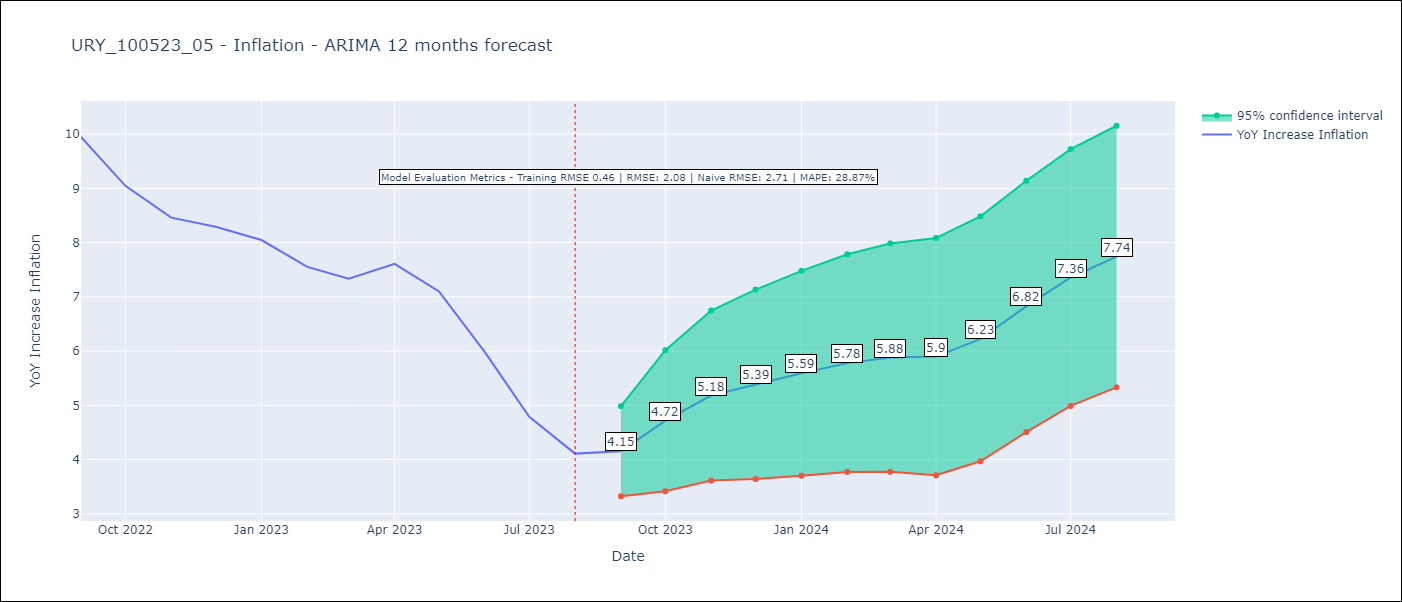 URY_100523_05 - Inflation - ARIMA 12 months forecast
95% confidence interval
YoY Increase Inflation
Model Evaluation Metrics - Training RMSE 0.46 | RMSE: 2.08 | Naive RMSE: 2.71 | MAPE: 28.87%
YoY Increase Inflation
10
9
8
7
6
5
4
3
4.15
4.72
5.18
5.39
5.59
5.78
5.88
5.9
6.23
6.82
7.36
7.74
Oct 2022
Jan 2023
Apr 2023
Jul 2023
Oct 2023
Jan 2024
Apr 2024
Jul 2024
Date